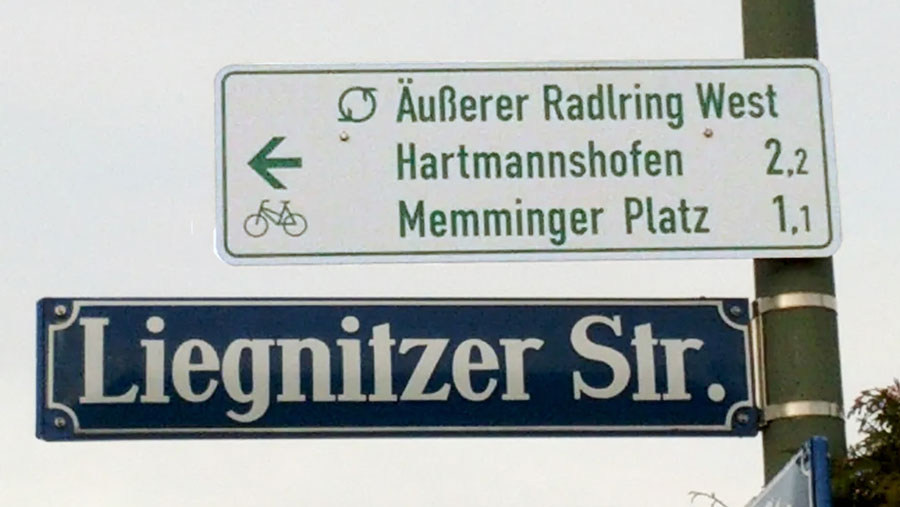 Äußerer Radlring West
Hartmannshofen 2,2
Memminger Platz 1,1
Liegnitzer Str.